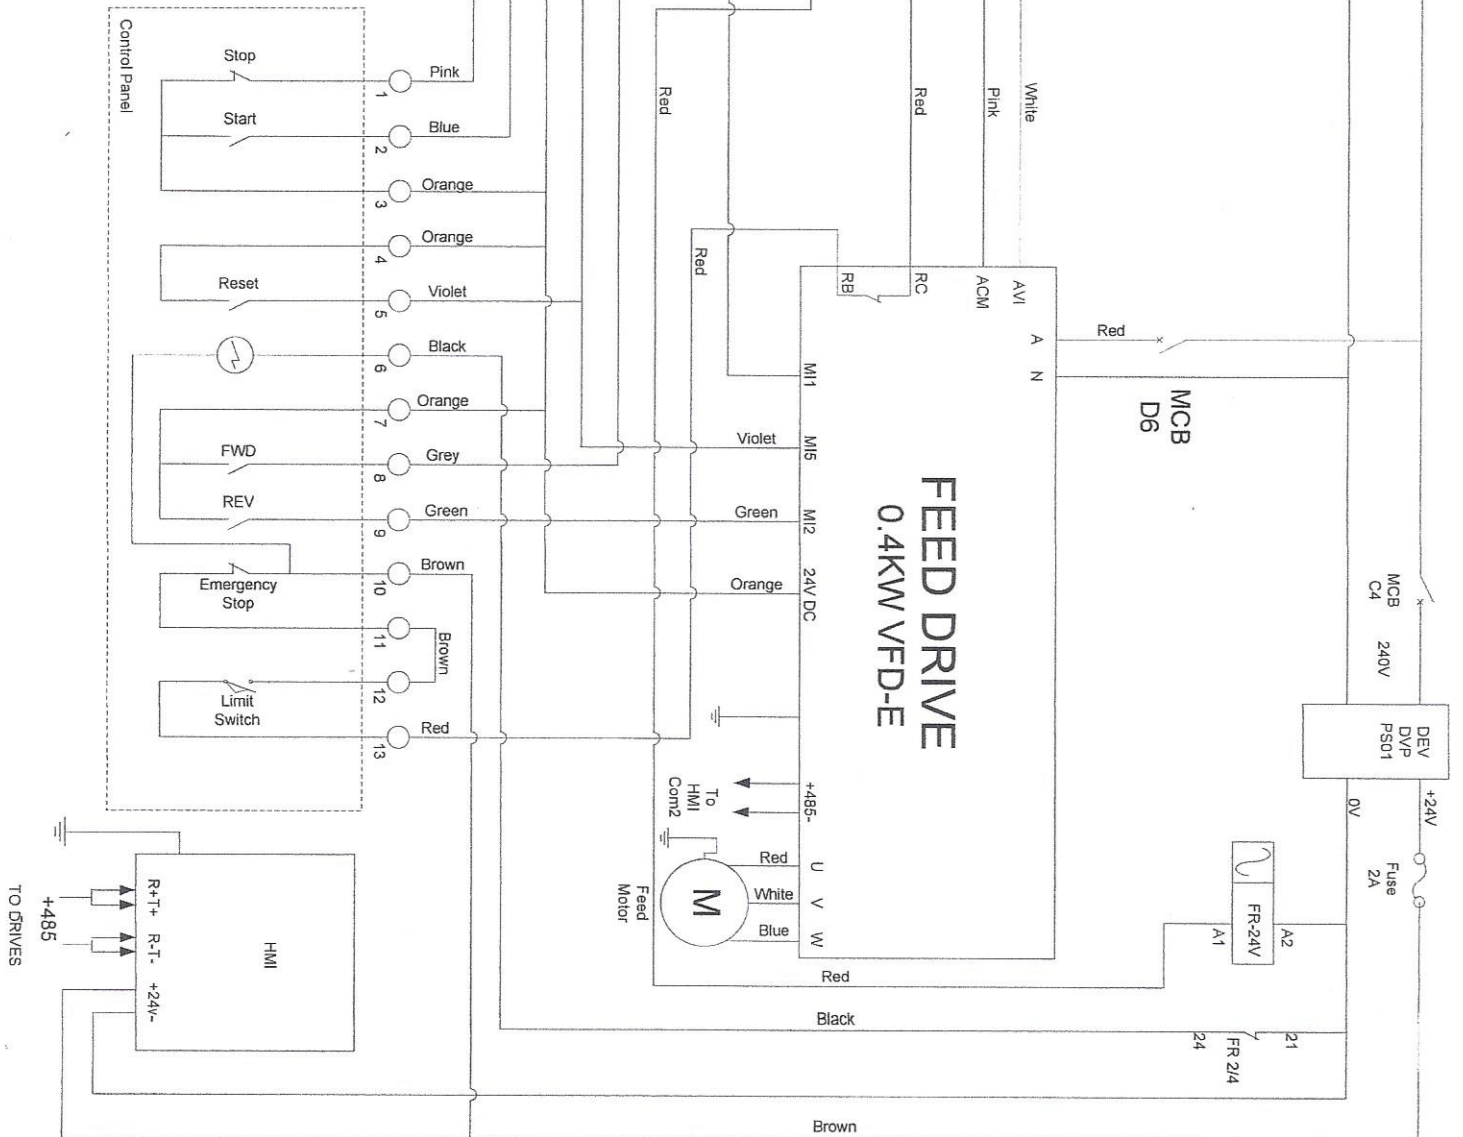 Control Panel
Stop
1
Pink
Start
2
Blue
3
Orange
4
Orange
Reset
5
Violet
6
Black
7
Orange
FWD
8
Grey
REV
9
Green
Emergency
Stop
10
Brown
11
Brown
12
Limit
Switch
13
Red
Red
Red
Red
Pink
White
RB
RC
ACM
AVI
A
N
Red
MCB
D6
MI1
Violet
MI5
Green
MI2
Orange
24V DC
FEED DRIVE
0.4KW VFD-E
+485-
To
HMI
Com2
Red
U
White
V
Blue
W
M
Feed
Motor
MCB
C4
240V
DEV
DVP
PS01
0V
+24V
Fuse
2A
FR-24V
A1
A2
Red
Black
24
21
FR 2/4
HMI
R+T+
R-T-
+24v-
+485
TO DRIVES
Brown